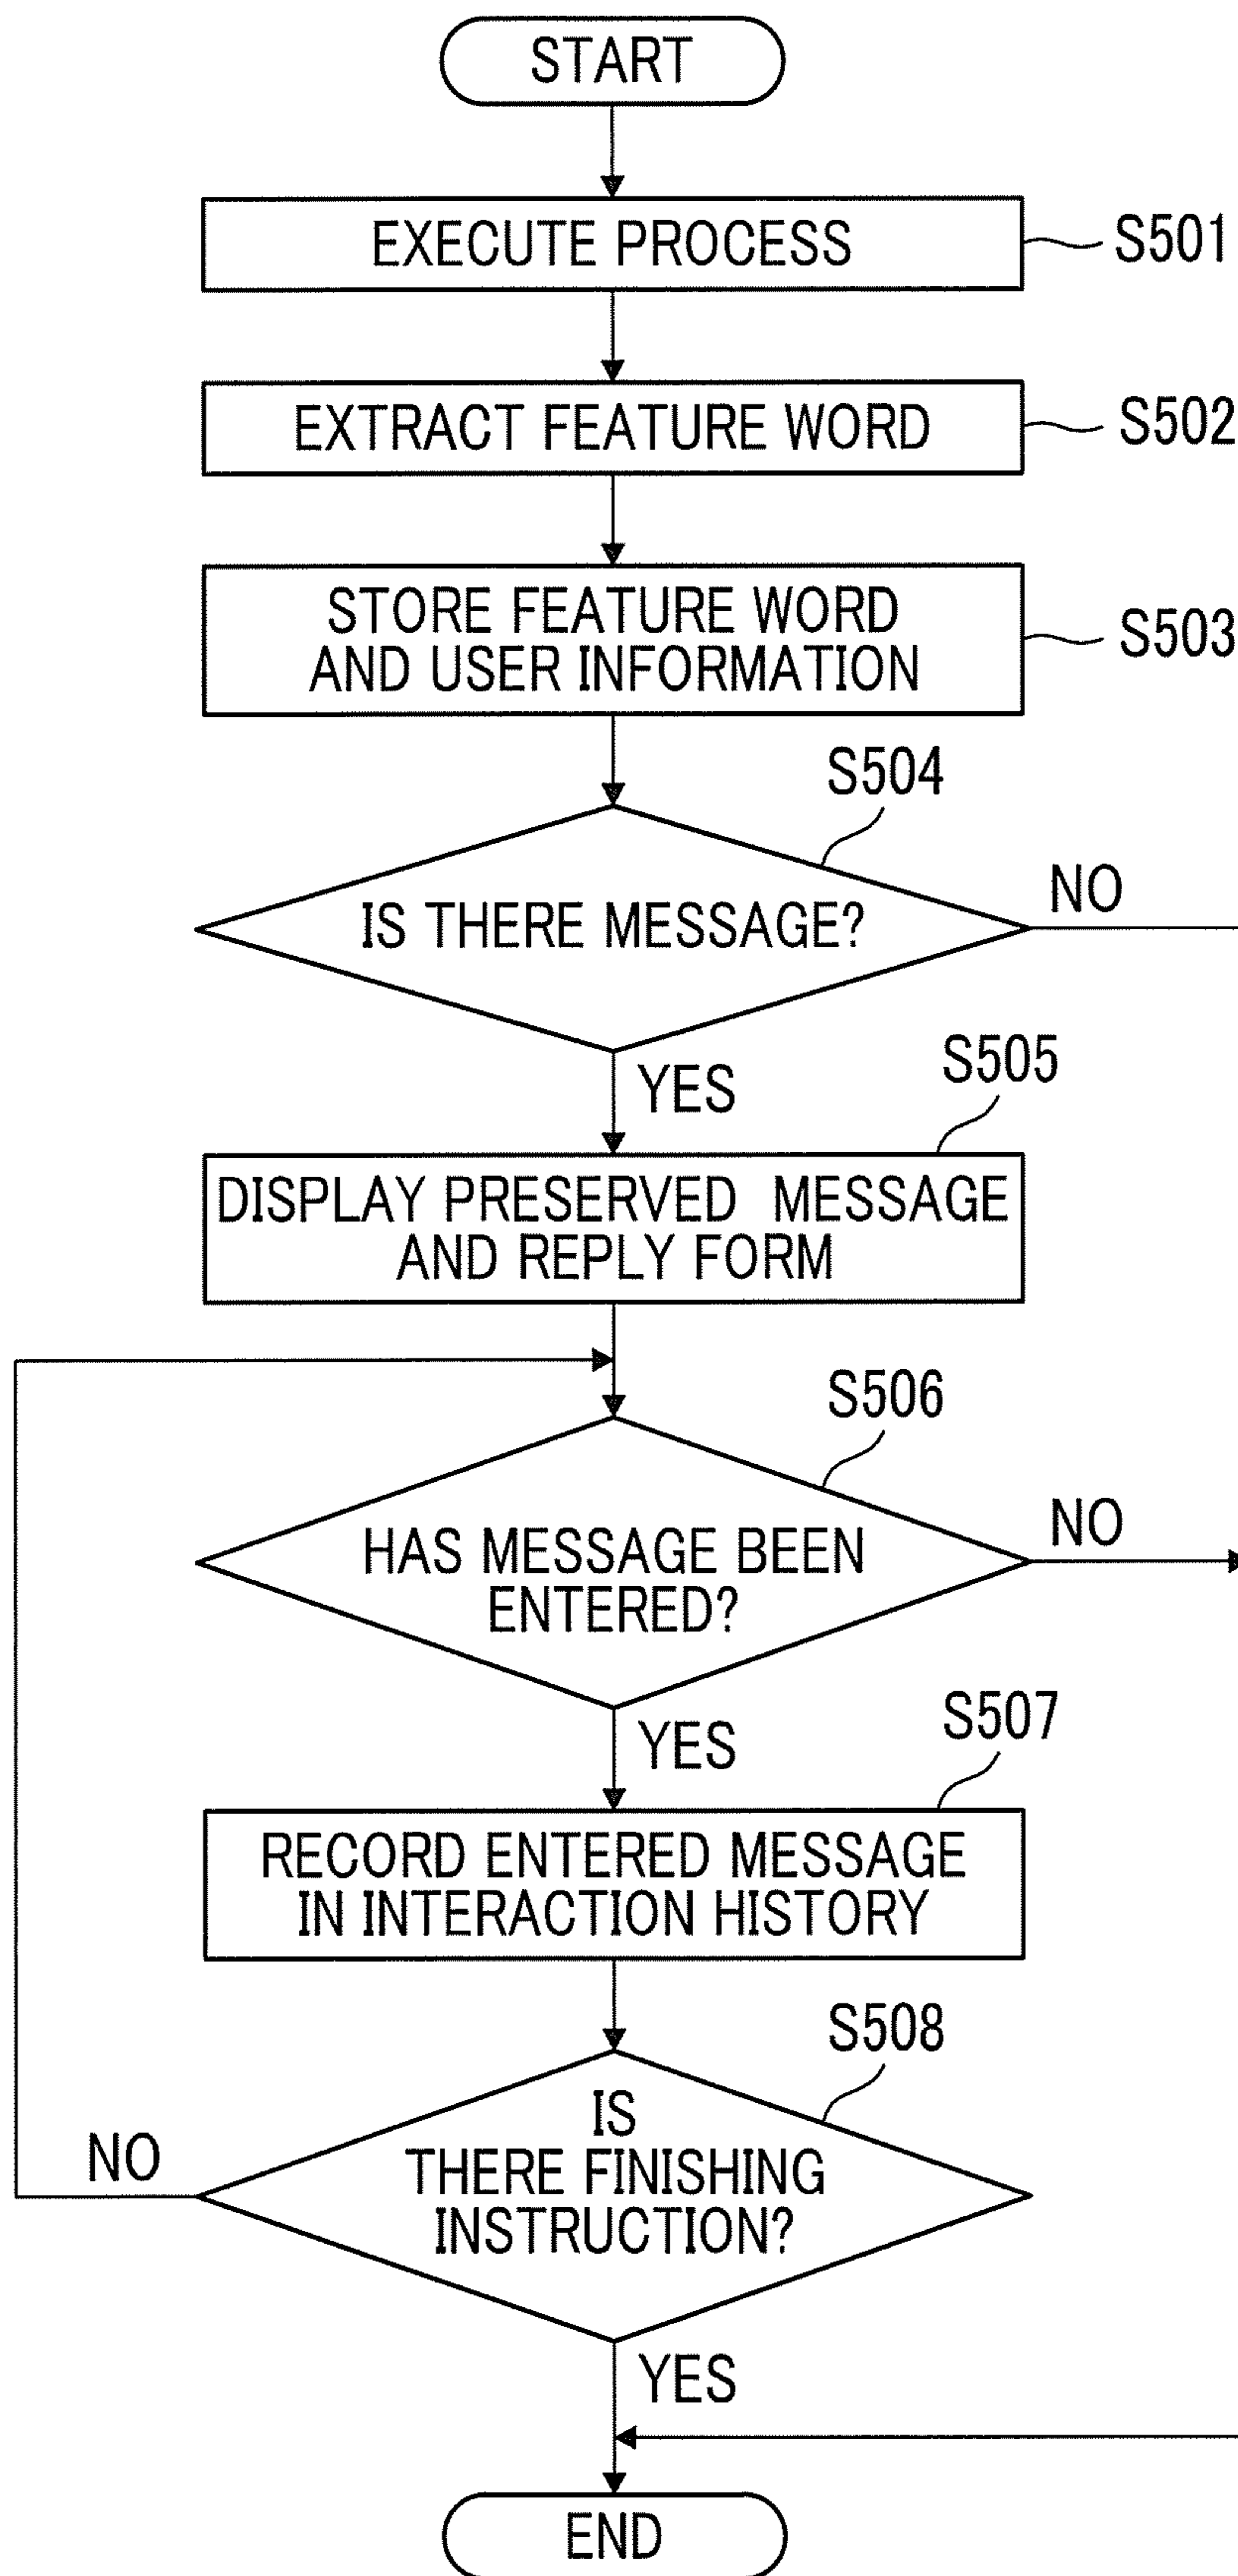 START
EXECUTE PROCESS
S501
EXTRACT FEATURE WORD
S502
STORE FEATURE WORD
AND USER INFORMATION
S503
S504
IS THERE MESSAGE?
NO
YES
S505
DISPLAY PRESERVED MESSAGE
AND REPLY FORM
S506
HAS MESSAGE BEEN
ENTERED?
NO
YES
S507
RECORD ENTERED MESSAGE
IN INTERACTION HISTORY
S508
IS
THERE FINISHING
INSTRUCTION?
NO
YES
END